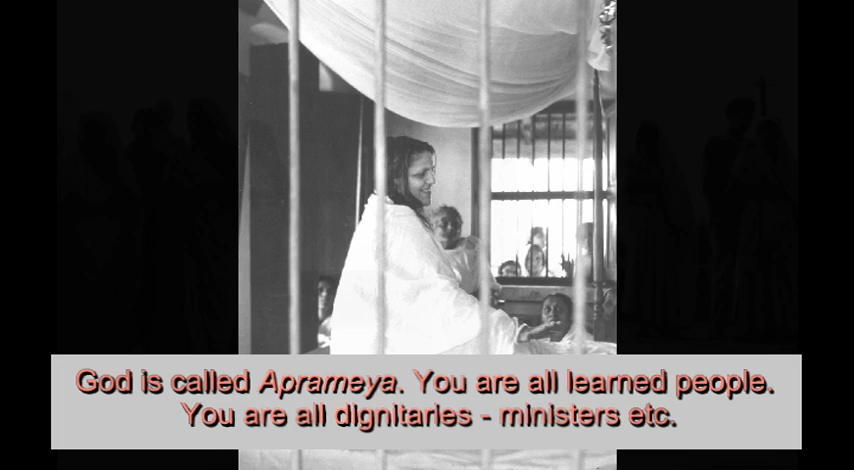 God is called Aprameya. You are all learned people.
You are all dignitaries - ministers etc.